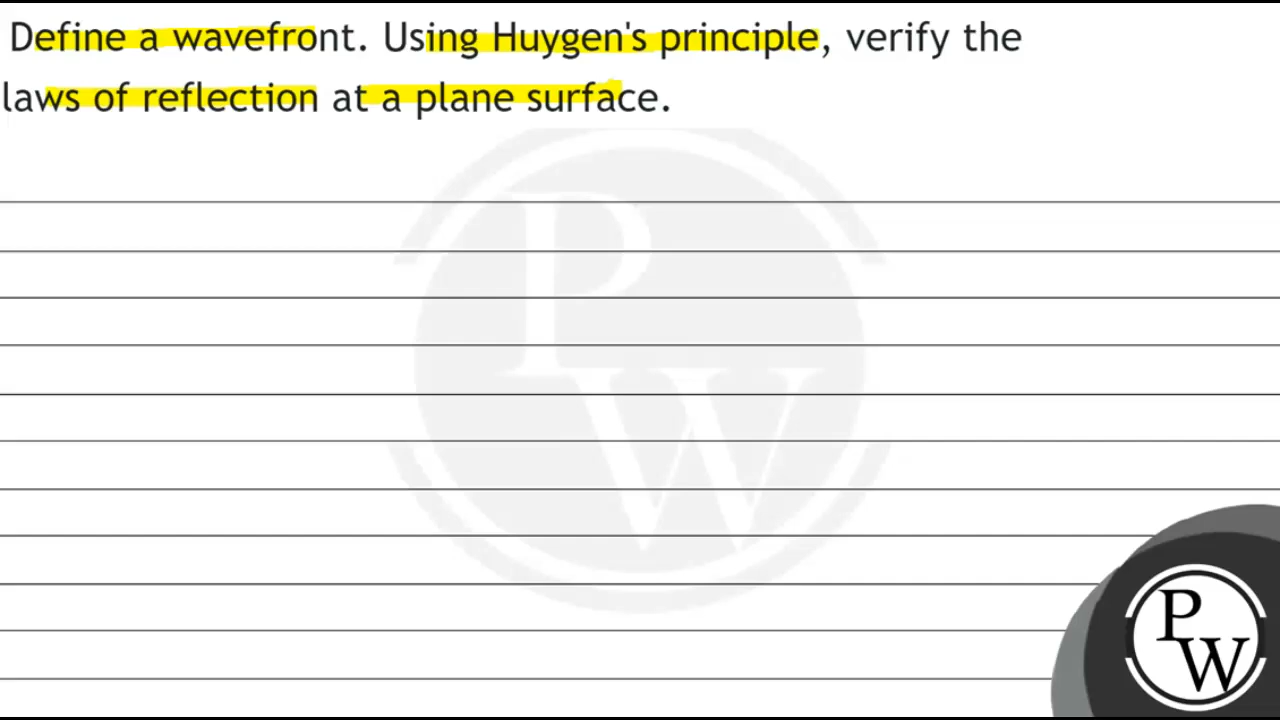 Define a wavefront. Using Huygen's principle, verify the
laws of reflection at a plane surface.
P
W
P
W